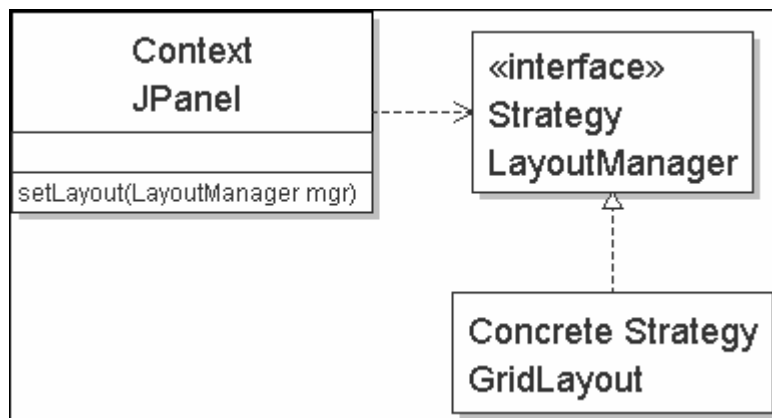 Context
JPanel
setLayout(LayoutManager mgr)
«interface»
Strategy
LayoutManager
Concrete Strategy
GridLayout